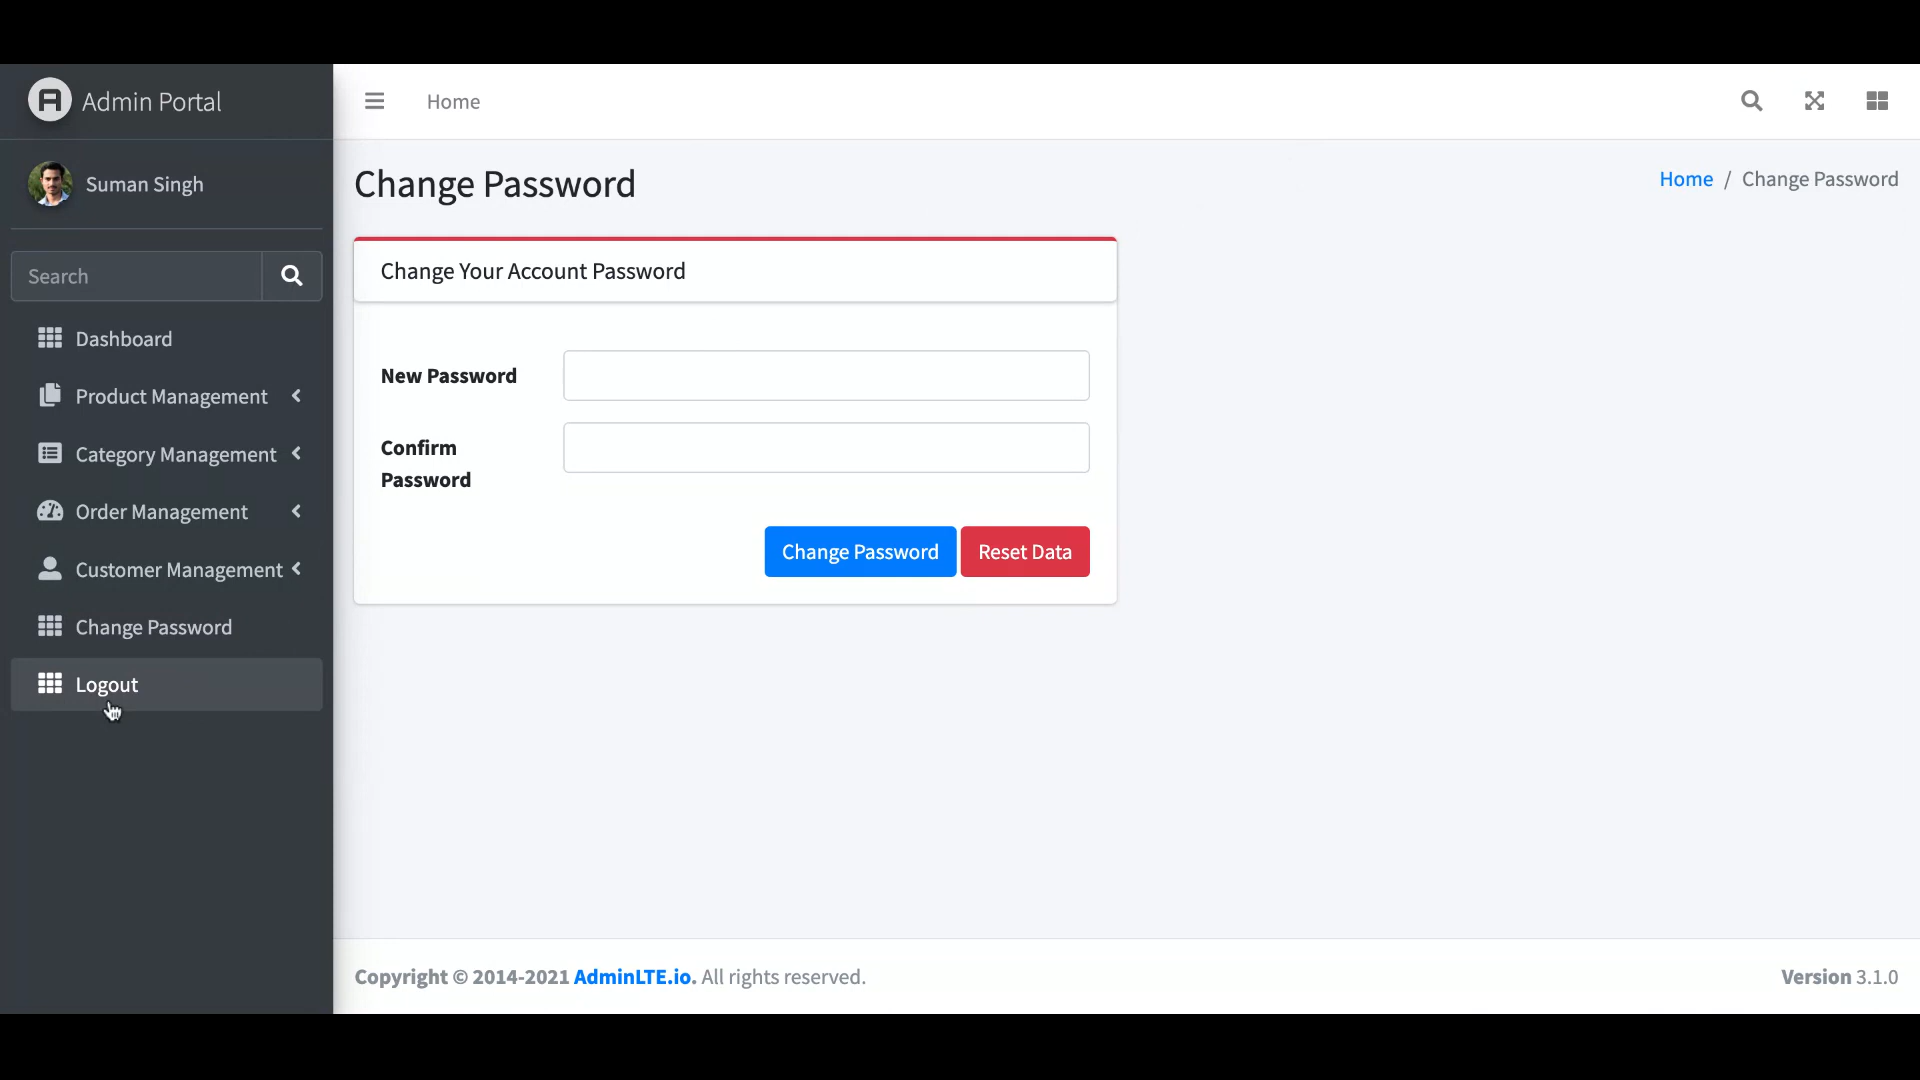 Admin Portal
Home
Suman Singh
Change Password
Home / Change Password
Search
Change Your Account Password
Dashboard
New Password
Product Management
Confirm
Password
Category Management
Order Management
Change Password
Reset Data
Customer Management
Change Password
Logout
Copyright © 2014-2021 AdminLTE.io. All rights reserved.
Version 3.1.0